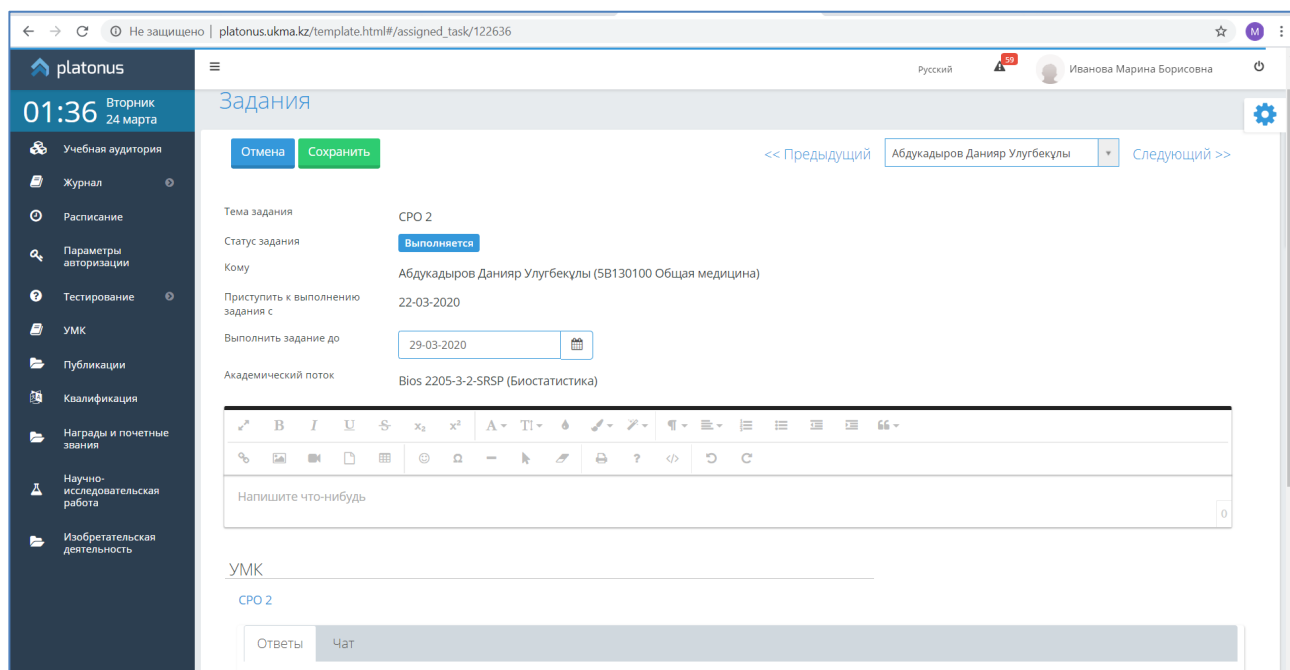 Не защищено | platonus.ukma.kz/template.html#/assigned_task/122636
M
platonus
Русский
59
Иванова Марина Борисовна
01:36
Вторник
24 марта
Задания
Учебная аудитория
Журнал
Расписание
Параметры
авторизации
Тестирование
УМК
Публикации
Квалификация
Награды и почетные
звания
Научно-
исследовательская
работа
Изобретательская
деятельность
Отмена
Сохранить
<< Предыдущий
Абдукадыров Данияр Улугбекұлы
Следующий >>
Тема задания
СРО 2
Статус задания
Выполняется
Кому
Абдукадыров Данияр Улугбекұлы (5В130100 Общая медицина)
Приступить к выполнению
задания с
22-03-2020
Выполнить задание до
29-03-2020
Академический поток
Bios 2205-3-2-SRSP (Биостатистика)
B I U S x₂ x² A TI ¶ “
Ω — ? </>
Напишите что-нибудь
0
УМК
СРО 2
Ответы
Чат